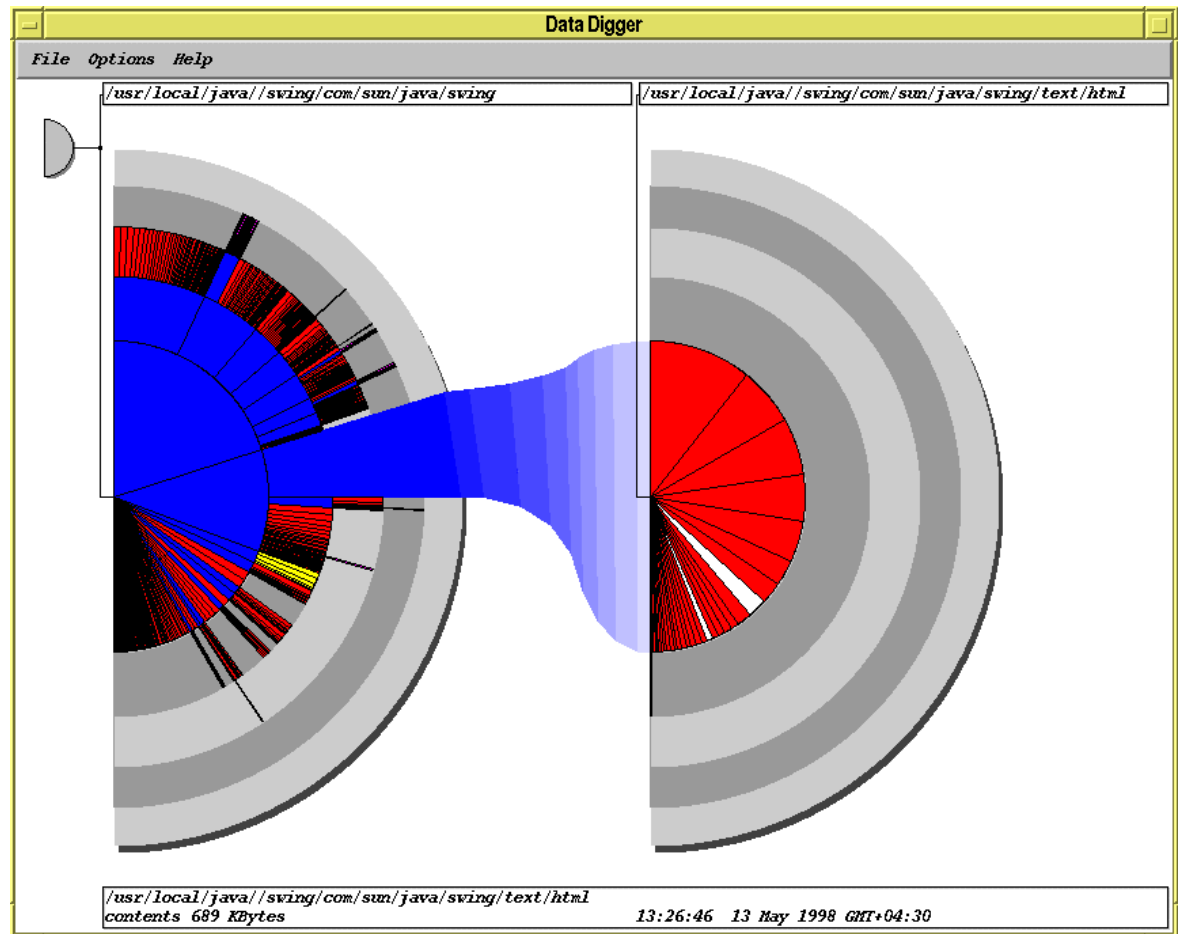 Data Digger
File Options Help
/usr/local/java//swing/com/sun/java/swing
/usr/local/java//swing/com/sun/java/swing/text/html
/usr/local/java//swing/com/sun/java/swing/text/html
contents 689 KBytes 13:26:46 13 May 1998 GMT+04:30